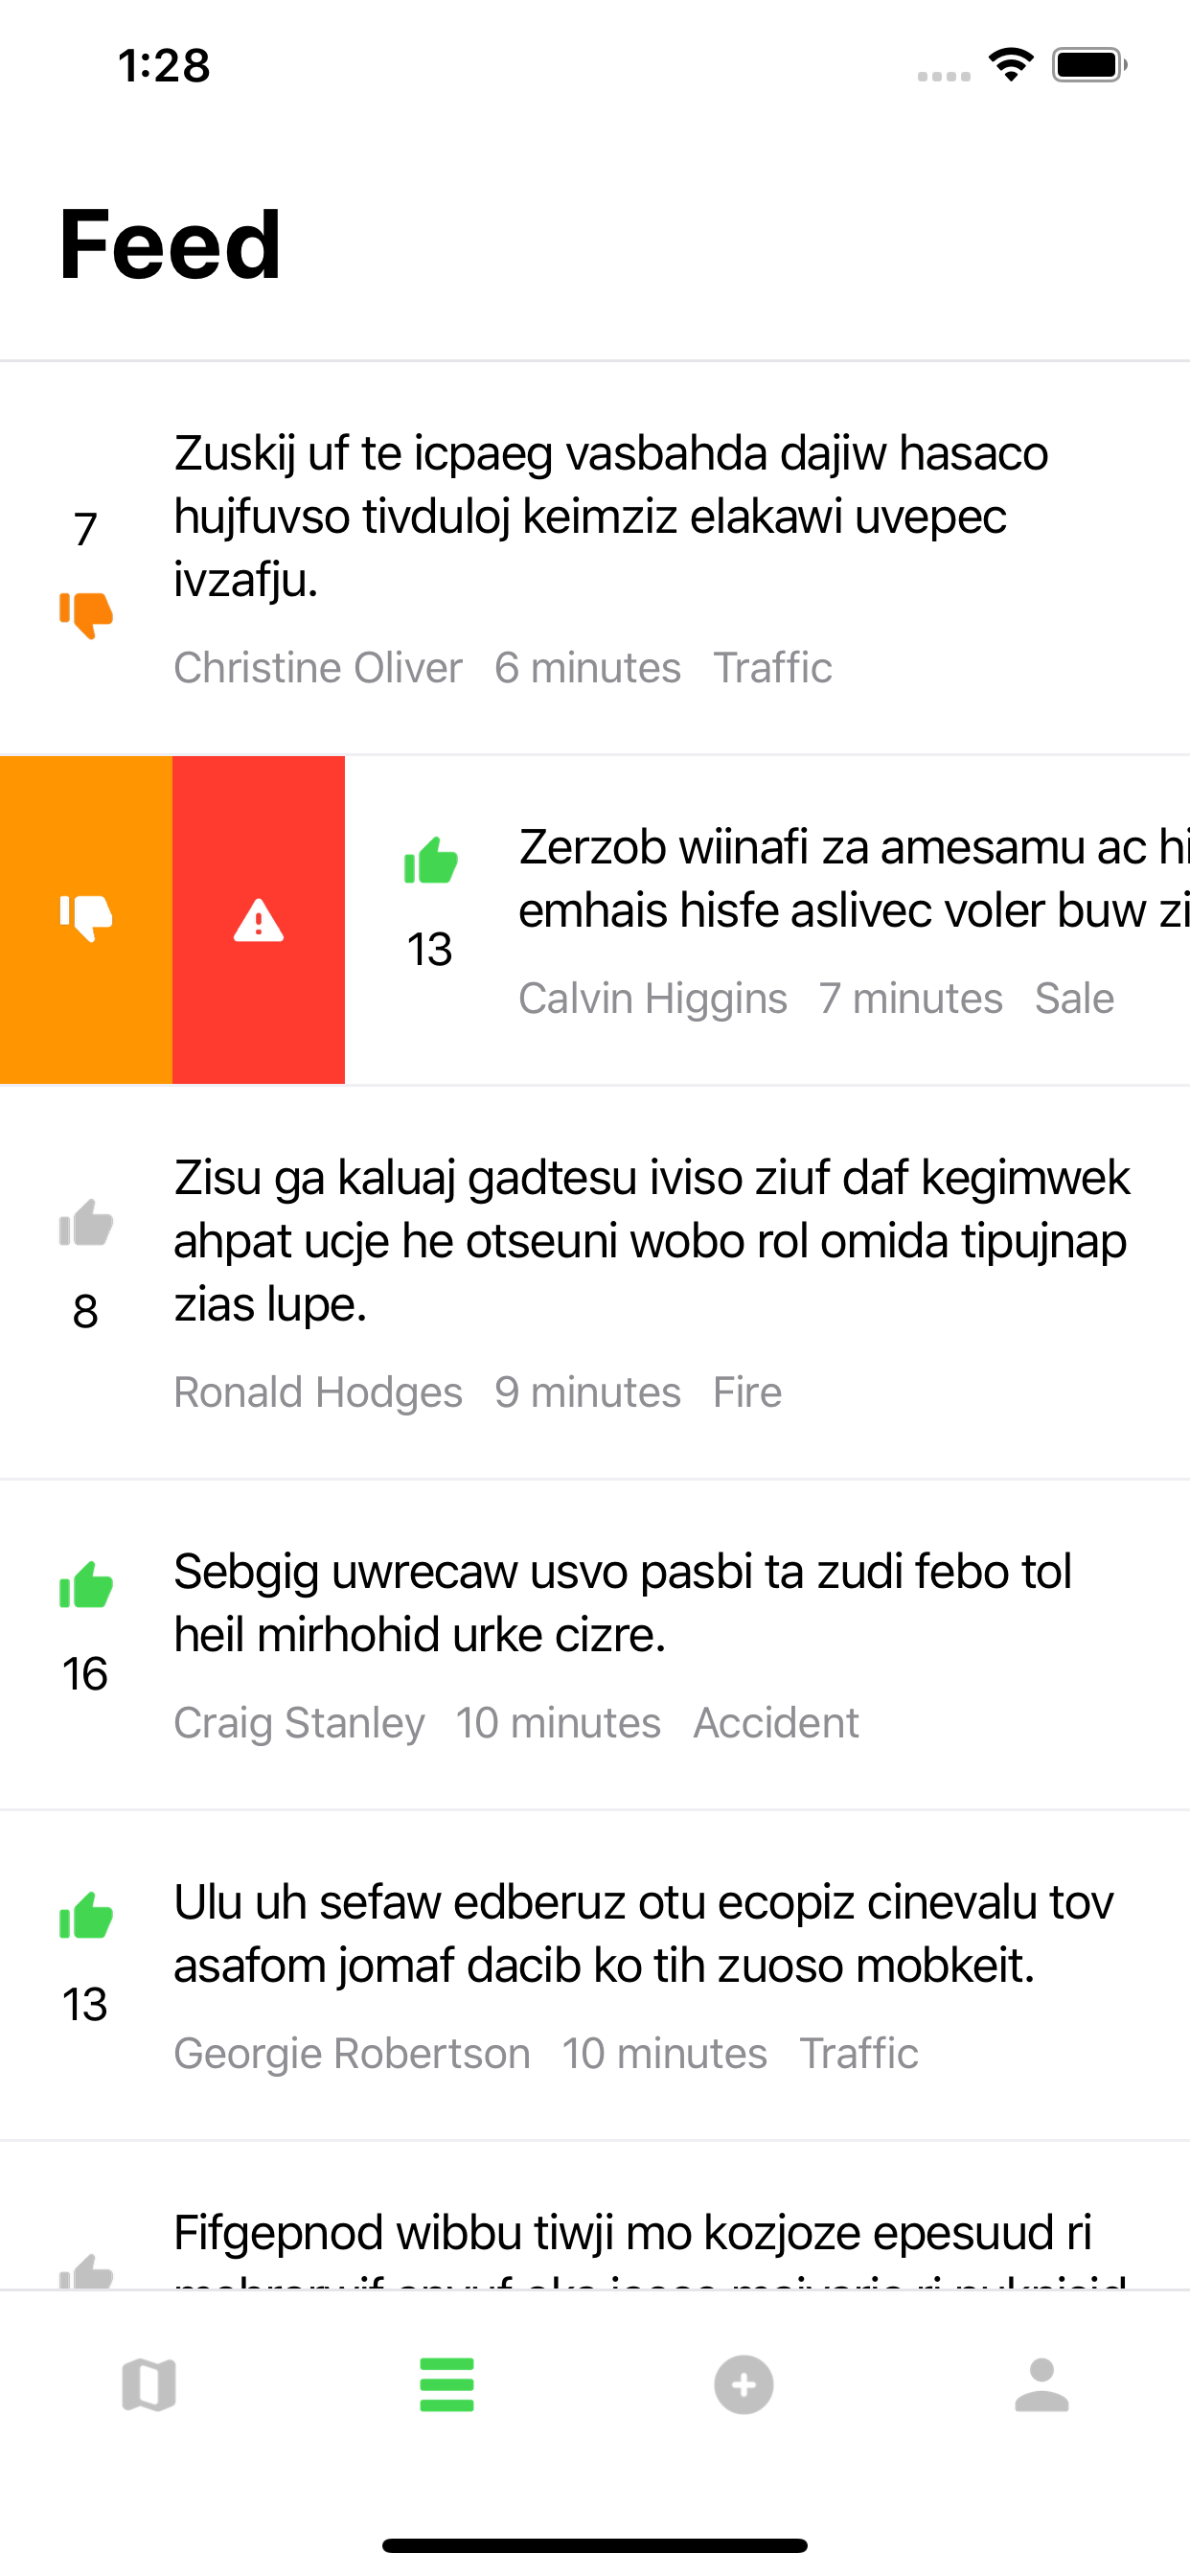 1:28
Feed
Zuskij uf te icpaeg vasbahda dajiw hasaco
hujfuvso tivduloj keimziz elakawi uvepec
ivzafju.
7
Christine Oliver 6 minutes Traffic
Zerzob wiinafi za amesamu ac hi
emhais hisfe aslivec voler buw zi
13
Calvin Higgins 7 minutes Sale
Zisu ga kaluaj gadtesu iviso ziuf daf kegimwek
ahpat ucje he otseuni wobo rol omida tipujnap
zias lupe.
8
Ronald Hodges 9 minutes Fire
Sebgig uwrecaw usvo pasbi ta zudi febo tol
heil mirhohid urke cizre.
16
Craig Stanley 10 minutes Accident
Ulu uh sefaw edberuz otu ecopiz cinevalu tov
asafom jomaf dacib ko tih zuoso mobkeit.
13
Georgie Robertson 10 minutes Traffic
Fifgepnod wibbu tiwji mo kozjoze epesuud ri